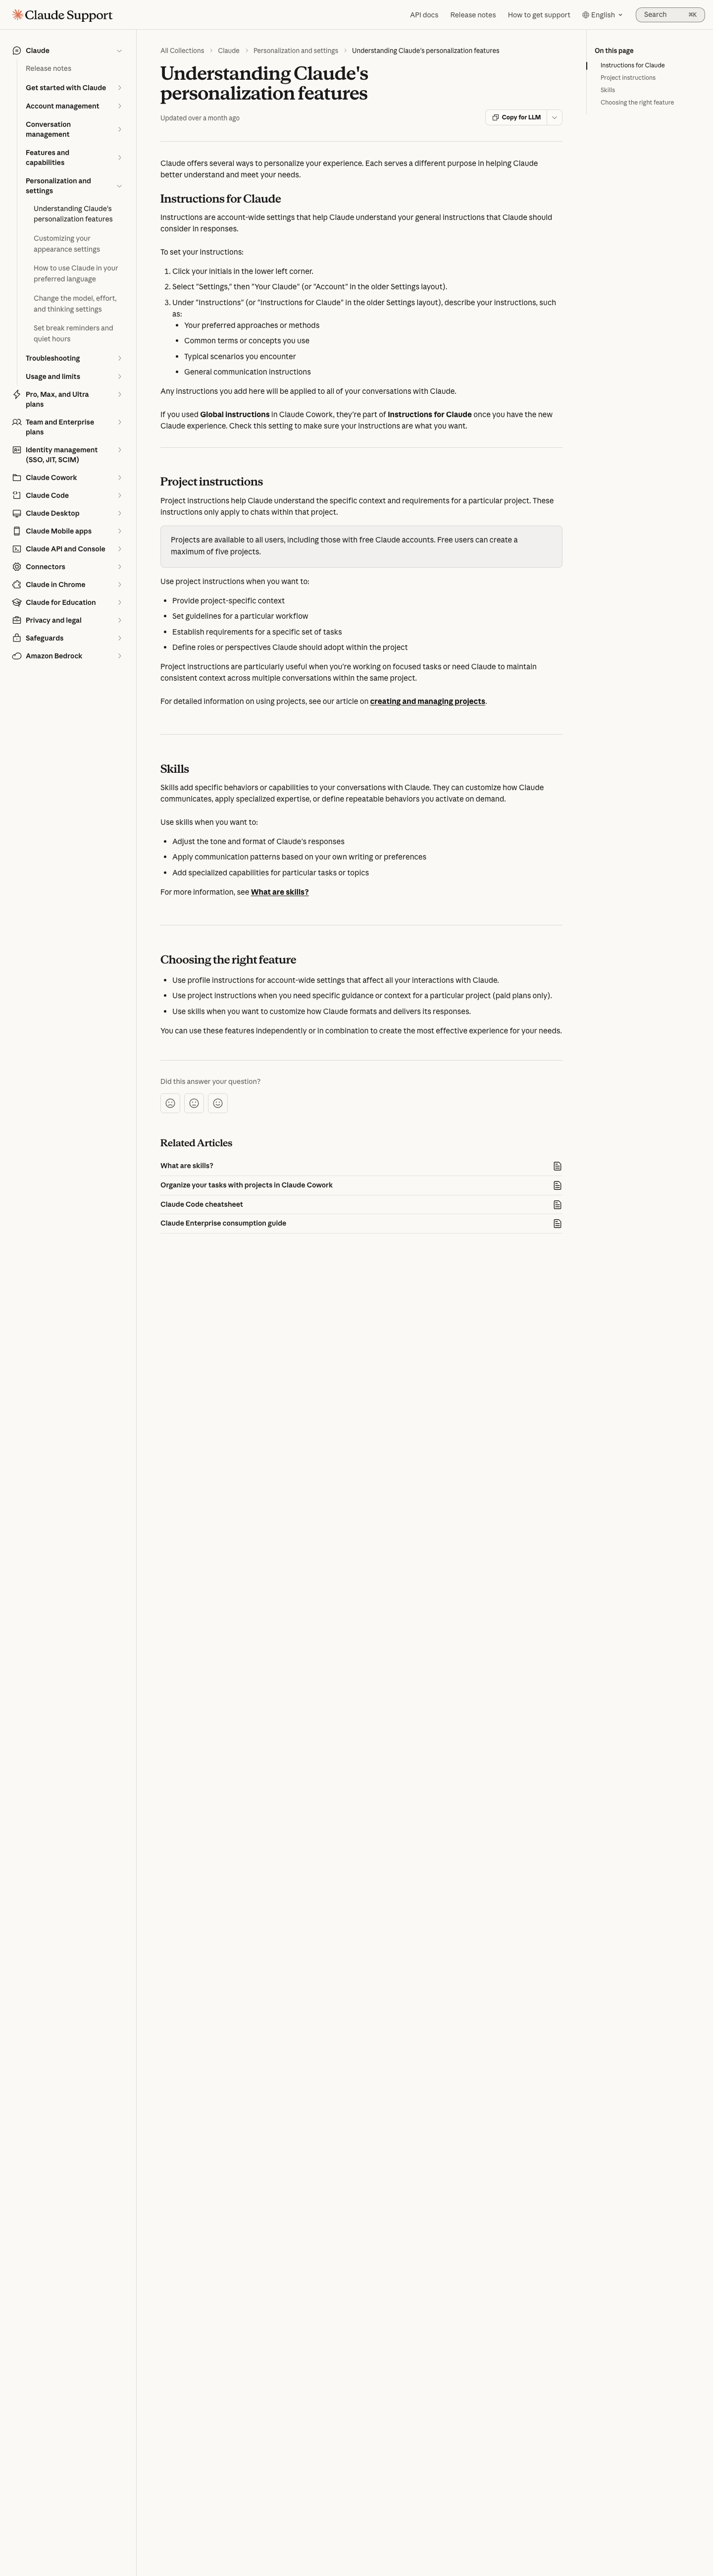 Claude Support
API docs
Release notes
How to get support
English
Search
⌘K
Claude
Release notes
Get started with Claude
Account management
Conversation
management
Features and
capabilities
Personalization and
settings
Understanding Claude's
personalization features
Customizing your
appearance settings
How to use Claude in your
preferred language
Change the model, effort,
and thinking settings
Set break reminders and
quiet hours
Troubleshooting
Usage and limits
Pro, Max, and Ultra
plans
Team and Enterprise
plans
Identity management
(SSO, JIT, SCIM)
Claude Cowork
Claude Code
Claude Desktop
Claude Mobile apps
Claude API and Console
Connectors
Claude in Chrome
Claude for Education
Privacy and legal
Safeguards
Amazon Bedrock
All Collections
Claude
Personalization and settings
Understanding Claude's personalization features
Understanding Claude's
personalization features
Updated over a month ago
Copy for LLM
Claude offers several ways to personalize your experience. Each serves a different purpose in helping Claude
better understand and meet your needs.
Instructions for Claude
Instructions are account-wide settings that help Claude understand your general instructions that Claude should
consider in responses.
To set your instructions:
1. Click your initials in the lower left corner.
2. Select "Settings," then "Your Claude" (or "Account" in the older Settings layout).
3. Under "Instructions" (or "Instructions for Claude" in the older Settings layout), describe your instructions, such
as:
• Your preferred approaches or methods
• Common terms or concepts you use
• Typical scenarios you encounter
• General communication instructions
Any instructions you add here will be applied to all of your conversations with Claude.
If you used Global instructions in Claude Cowork, they're part of Instructions for Claude once you have the new
Claude experience. Check this setting to make sure your instructions are what you want.
Project instructions
Project instructions help Claude understand the specific context and requirements for a particular project. These
instructions only apply to chats within that project.
Projects are available to all users, including those with free Claude accounts. Free users can create a
maximum of five projects.
Use project instructions when you want to:
• Provide project-specific context
• Set guidelines for a particular workflow
• Establish requirements for a specific set of tasks
• Define roles or perspectives Claude should adopt within the project
Project instructions are particularly useful when you're working on focused tasks or need Claude to maintain
consistent context across multiple conversations within the same project.
For detailed information on using projects, see our article on creating and managing projects.
Skills
Skills add specific behaviors or capabilities to your conversations with Claude. They can customize how Claude
communicates, apply specialized expertise, or define repeatable behaviors you activate on demand.
Use skills when you want to:
• Adjust the tone and format of Claude's responses
• Apply communication patterns based on your own writing or preferences
• Add specialized capabilities for particular tasks or topics
For more information, see What are skills?
Choosing the right feature
• Use profile instructions for account-wide settings that affect all your interactions with Claude.
• Use project instructions when you need specific guidance or context for a particular project (paid plans only).
• Use skills when you want to customize how Claude formats and delivers its responses.
You can use these features independently or in combination to create the most effective experience for your needs.
Did this answer your question?
Related Articles
What are skills?
Organize your tasks with projects in Claude Cowork
Claude Code cheatsheet
Claude Enterprise consumption guide
On this page
Instructions for Claude
Project instructions
Skills
Choosing the right feature